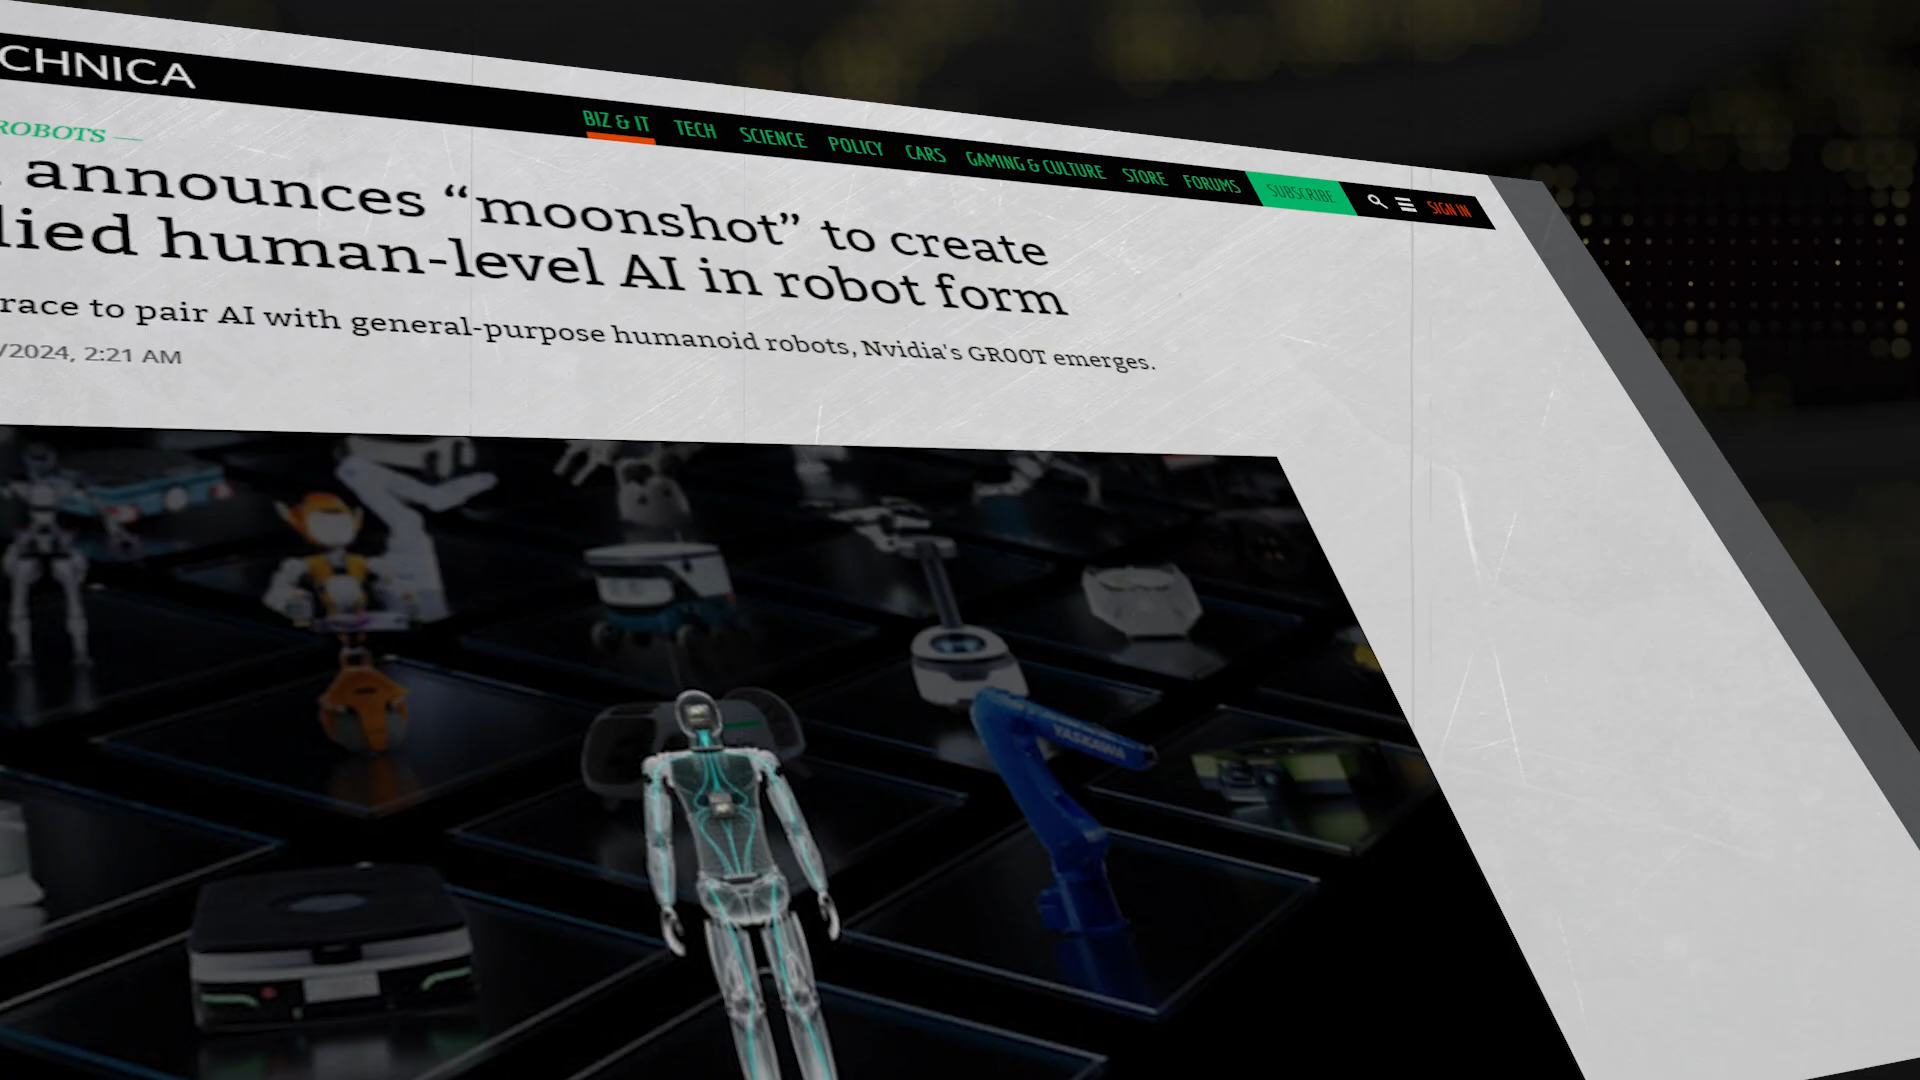 CHNICA
BIZ & IT TECH SCIENCE POLICY CARS GAMING & CULTURE STORE FORUMS SUBSCRIBE SIGN IN
ROBOTS —
announces “moonshot” to create
lied human-level AI in robot form
race to pair AI with general-purpose humanoid robots, Nvidia's GR00T emerges.
/2024, 2:21 AM
YASKAWA